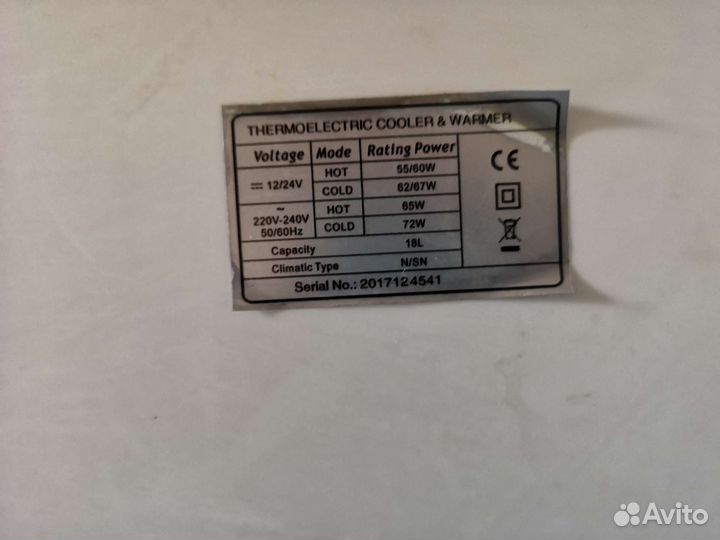 THERMOELECTRIC COOLER & WARMER
Voltage Mode Rating Power
12/24V HOT 55/60W
COLD 62/67W
~ 220V-240V 50/60Hz HOT 65W
COLD 72W
Capacity 18L
Climatic Type N/SN
Serial No.: 2017124541
CE
Avito